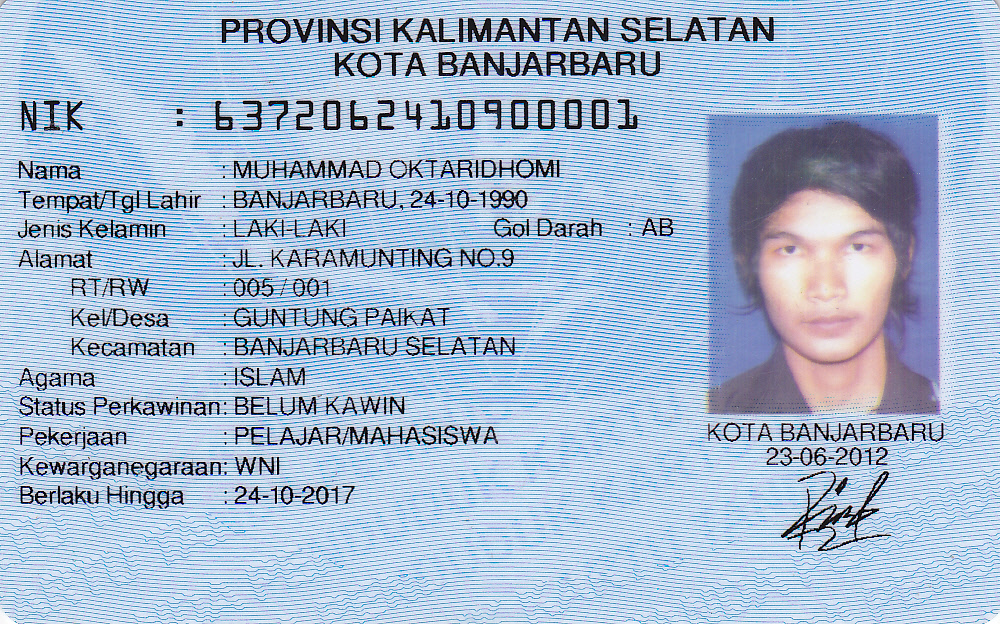 PROVINSI KALIMANTAN SELATAN
KOTA BANJARBARU
NIK : 6372062410900001
Nama : MUHAMMAD OKTARIDHOMI
Tempat/Tgl Lahir : BANJARBARU, 24-10-1990
Jenis Kelamin : LAKI-LAKI Gol Darah : AB
Alamat : JL. KARAMUNTING NO.9
RT/RW : 005 / 001
Kel/Desa : GUNTUNG PAIKAT
Kecamatan : BANJARBARU SELATAN
Agama : ISLAM
Status Perkawinan: BELUM KAWIN
Pekerjaan : PELAJAR/MAHASISWA
Kewarganegaraan: WNI
Berlaku Hingga : 24-10-2017
KOTA BANJARBARU
23-06-2012